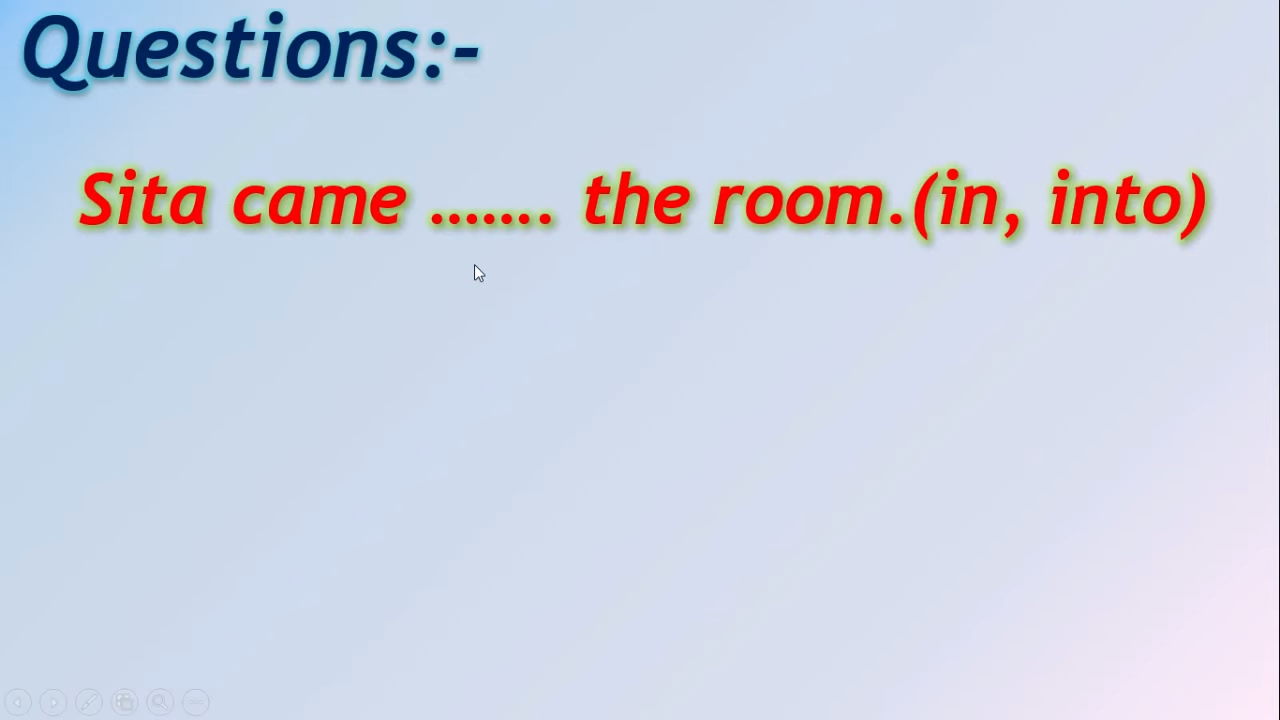 Questions:-
Sita came ....... the room.(in, into)